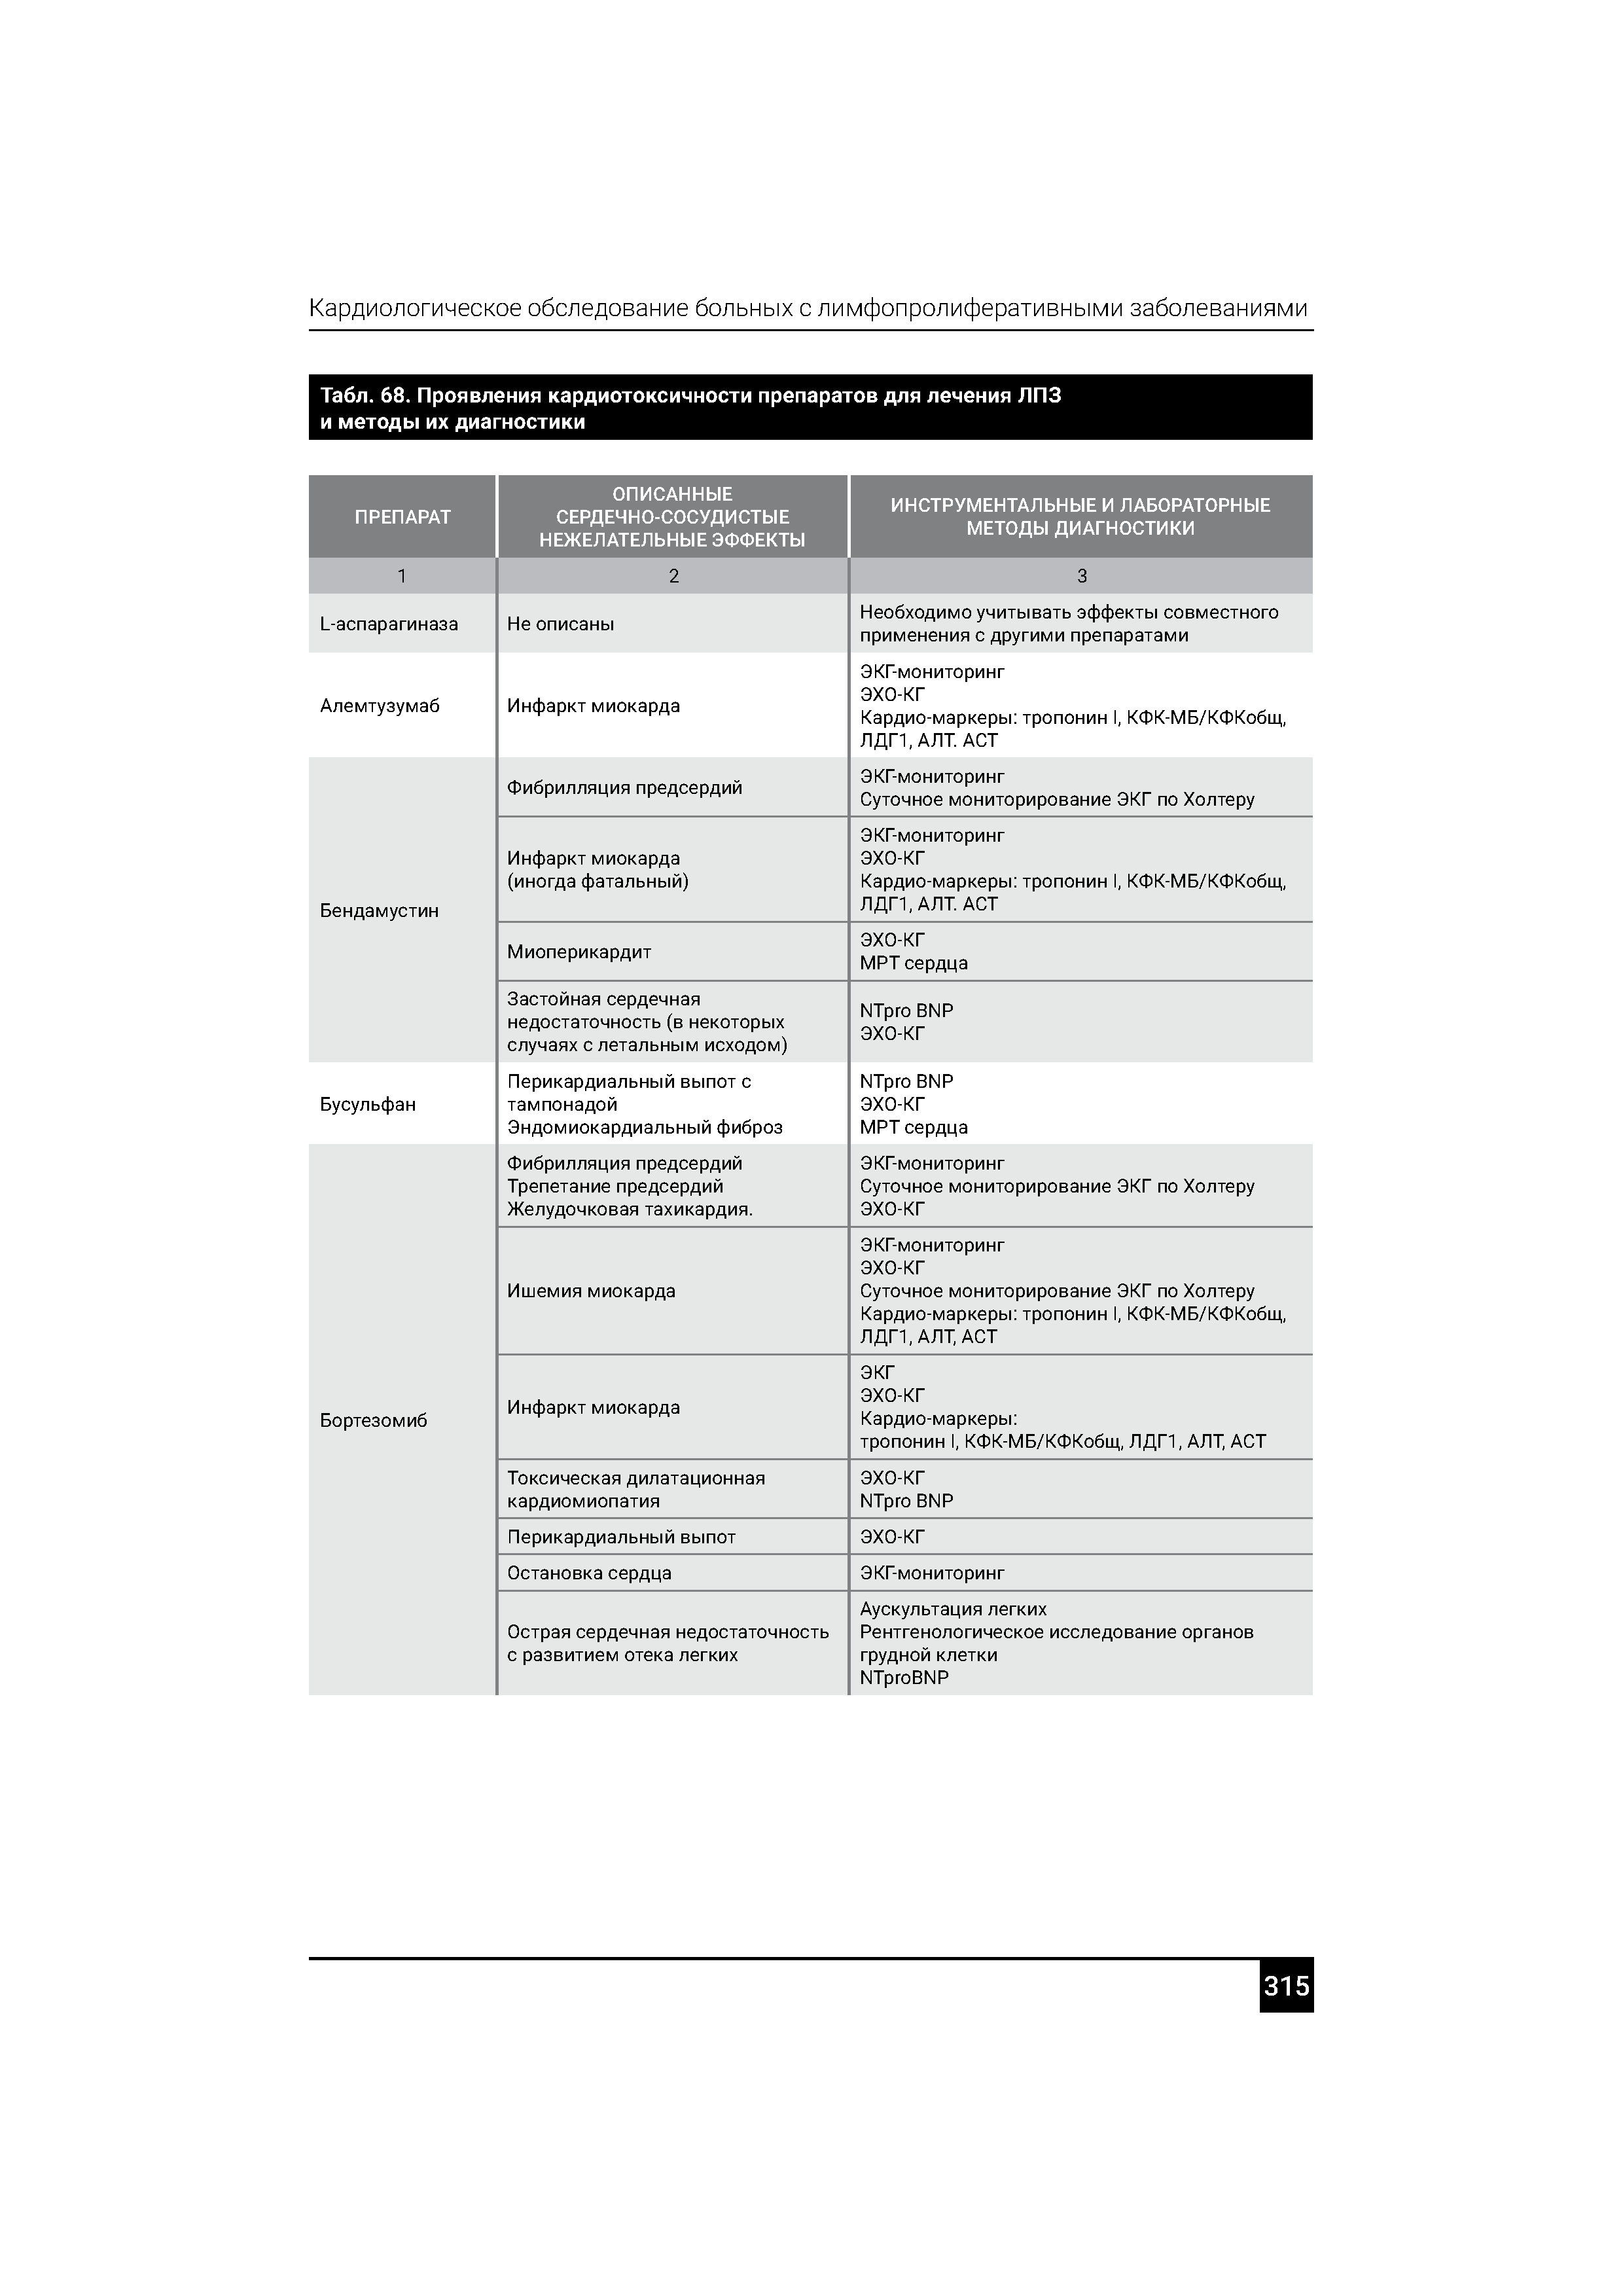 Кардиологическое обследование больных с лимфопролиферативными заболеваниями
Табл. 68. Проявления кардиотоксичности препаратов для лечения ЛПЗ
и методы их диагностики
ПРЕПАРАТ
ОПИСАННЫЕ
СЕРДЕЧНО-СОСУДИСТЫЕ
НЕЖЕЛАТЕЛЬНЫЕ ЭФФЕКТЫ
ИНСТРУМЕНТАЛЬНЫЕ И ЛАБОРАТОРНЫЕ
МЕТОДЫ ДИАГНОСТИКИ
1
2
3
L-аспарагиназа
Не описаны
Необходимо учитывать эффекты совместного
применения с другими препаратами
Алемтузумаб
Инфаркт миокарда
ЭКГ-мониторинг
ЭХО-КГ
Кардио-маркеры: тропонин I, КФК-МБ/КФКобщ,
ЛДГ1, АЛТ. АСТ
Бендамустин
Фибрилляция предсердий
ЭКГ-мониторинг
Суточное мониторирование ЭКГ по Холтеру
Инфаркт миокарда
(иногда фатальный)
ЭКГ-мониторинг
ЭХО-КГ
Кардио-маркеры: тропонин I, КФК-МБ/КФКобщ,
ЛДГ1, АЛТ. АСТ
Миоперикардит
ЭХО-КГ
МРТ сердца
Застойная сердечная
недостаточность (в некоторых
случаях с летальным исходом)
NTpro BNP
ЭХО-КГ
Бусульфан
Перикардиальный выпот с
тампонадой
Эндомиокардиальный фиброз
NTpro BNP
ЭХО-КГ
МРТ сердца
Бортезомиб
Фибрилляция предсердий
Трепетание предсердий
Желудочковая тахикардия.
ЭКГ-мониторинг
Суточное мониторирование ЭКГ по Холтеру
ЭХО-КГ
Ишемия миокарда
ЭКГ-мониторинг
ЭХО-КГ
Суточное мониторирование ЭКГ по Холтеру
Кардио-маркеры: тропонин I, КФК-МБ/КФКобщ,
ЛДГ1, АЛТ, АСТ
Инфаркт миокарда
ЭКГ
ЭХО-КГ
Кардио-маркеры:
тропонин I, КФК-МБ/КФКобщ, ЛДГ1, АЛТ, АСТ
Токсическая дилатационная
кардиомиопатия
ЭХО-КГ
NTpro BNP
Перикардиальный выпот
ЭХО-КГ
Остановка сердца
ЭКГ-мониторинг
Острая сердечная недостаточность
с развитием отека легких
Аускультация легких
Рентгенологическое исследование органов
грудной клетки
NTproBNP
315